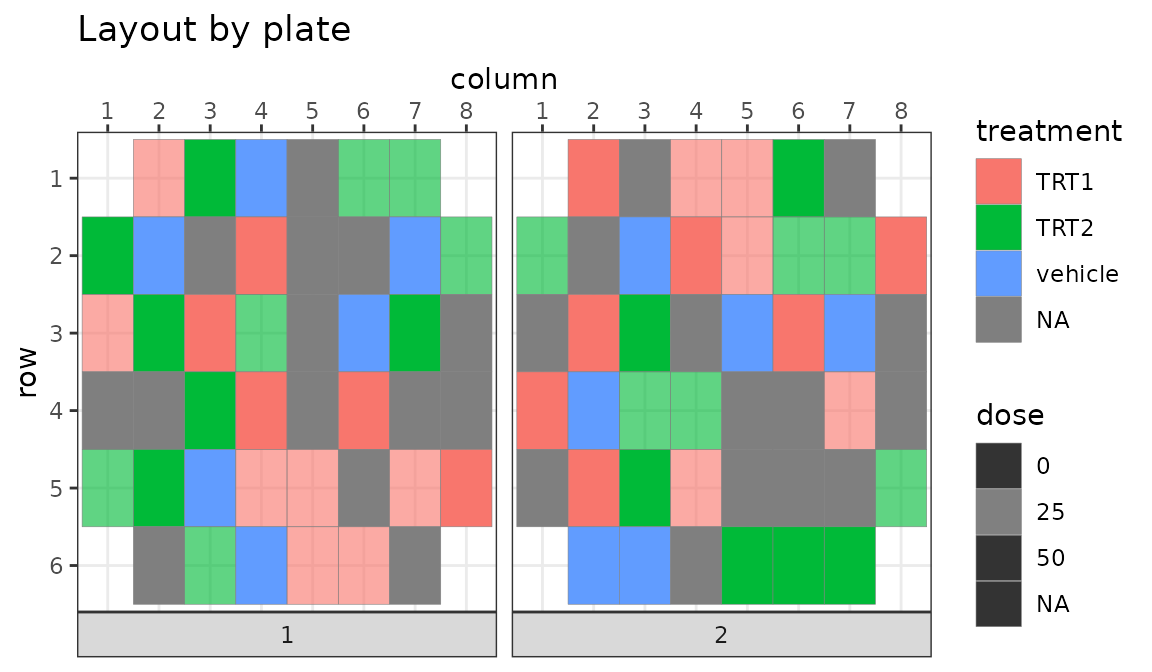 Layout by plate
column
1 2 3 4 5 6 7 8 1 2 3 4 5 6 7 8
row
1
2
3
4
5
6
1 2
treatment
TRT1
TRT2
vehicle
NA
dose
0
25
50
NA